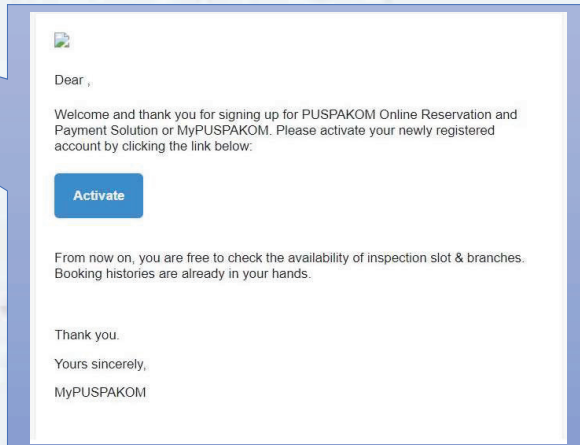 Dear ,
Welcome and thank you for signing up for PUSPAKOM Online Reservation and
Payment Solution or MyPUSPAKOM. Please activate your newly registered
account by clicking the link below:
Activate
From now on, you are free to check the availability of inspection slot & branches.
Booking histories are already in your hands.
Thank you.
Yours sincerely,
MyPUSPAKOM